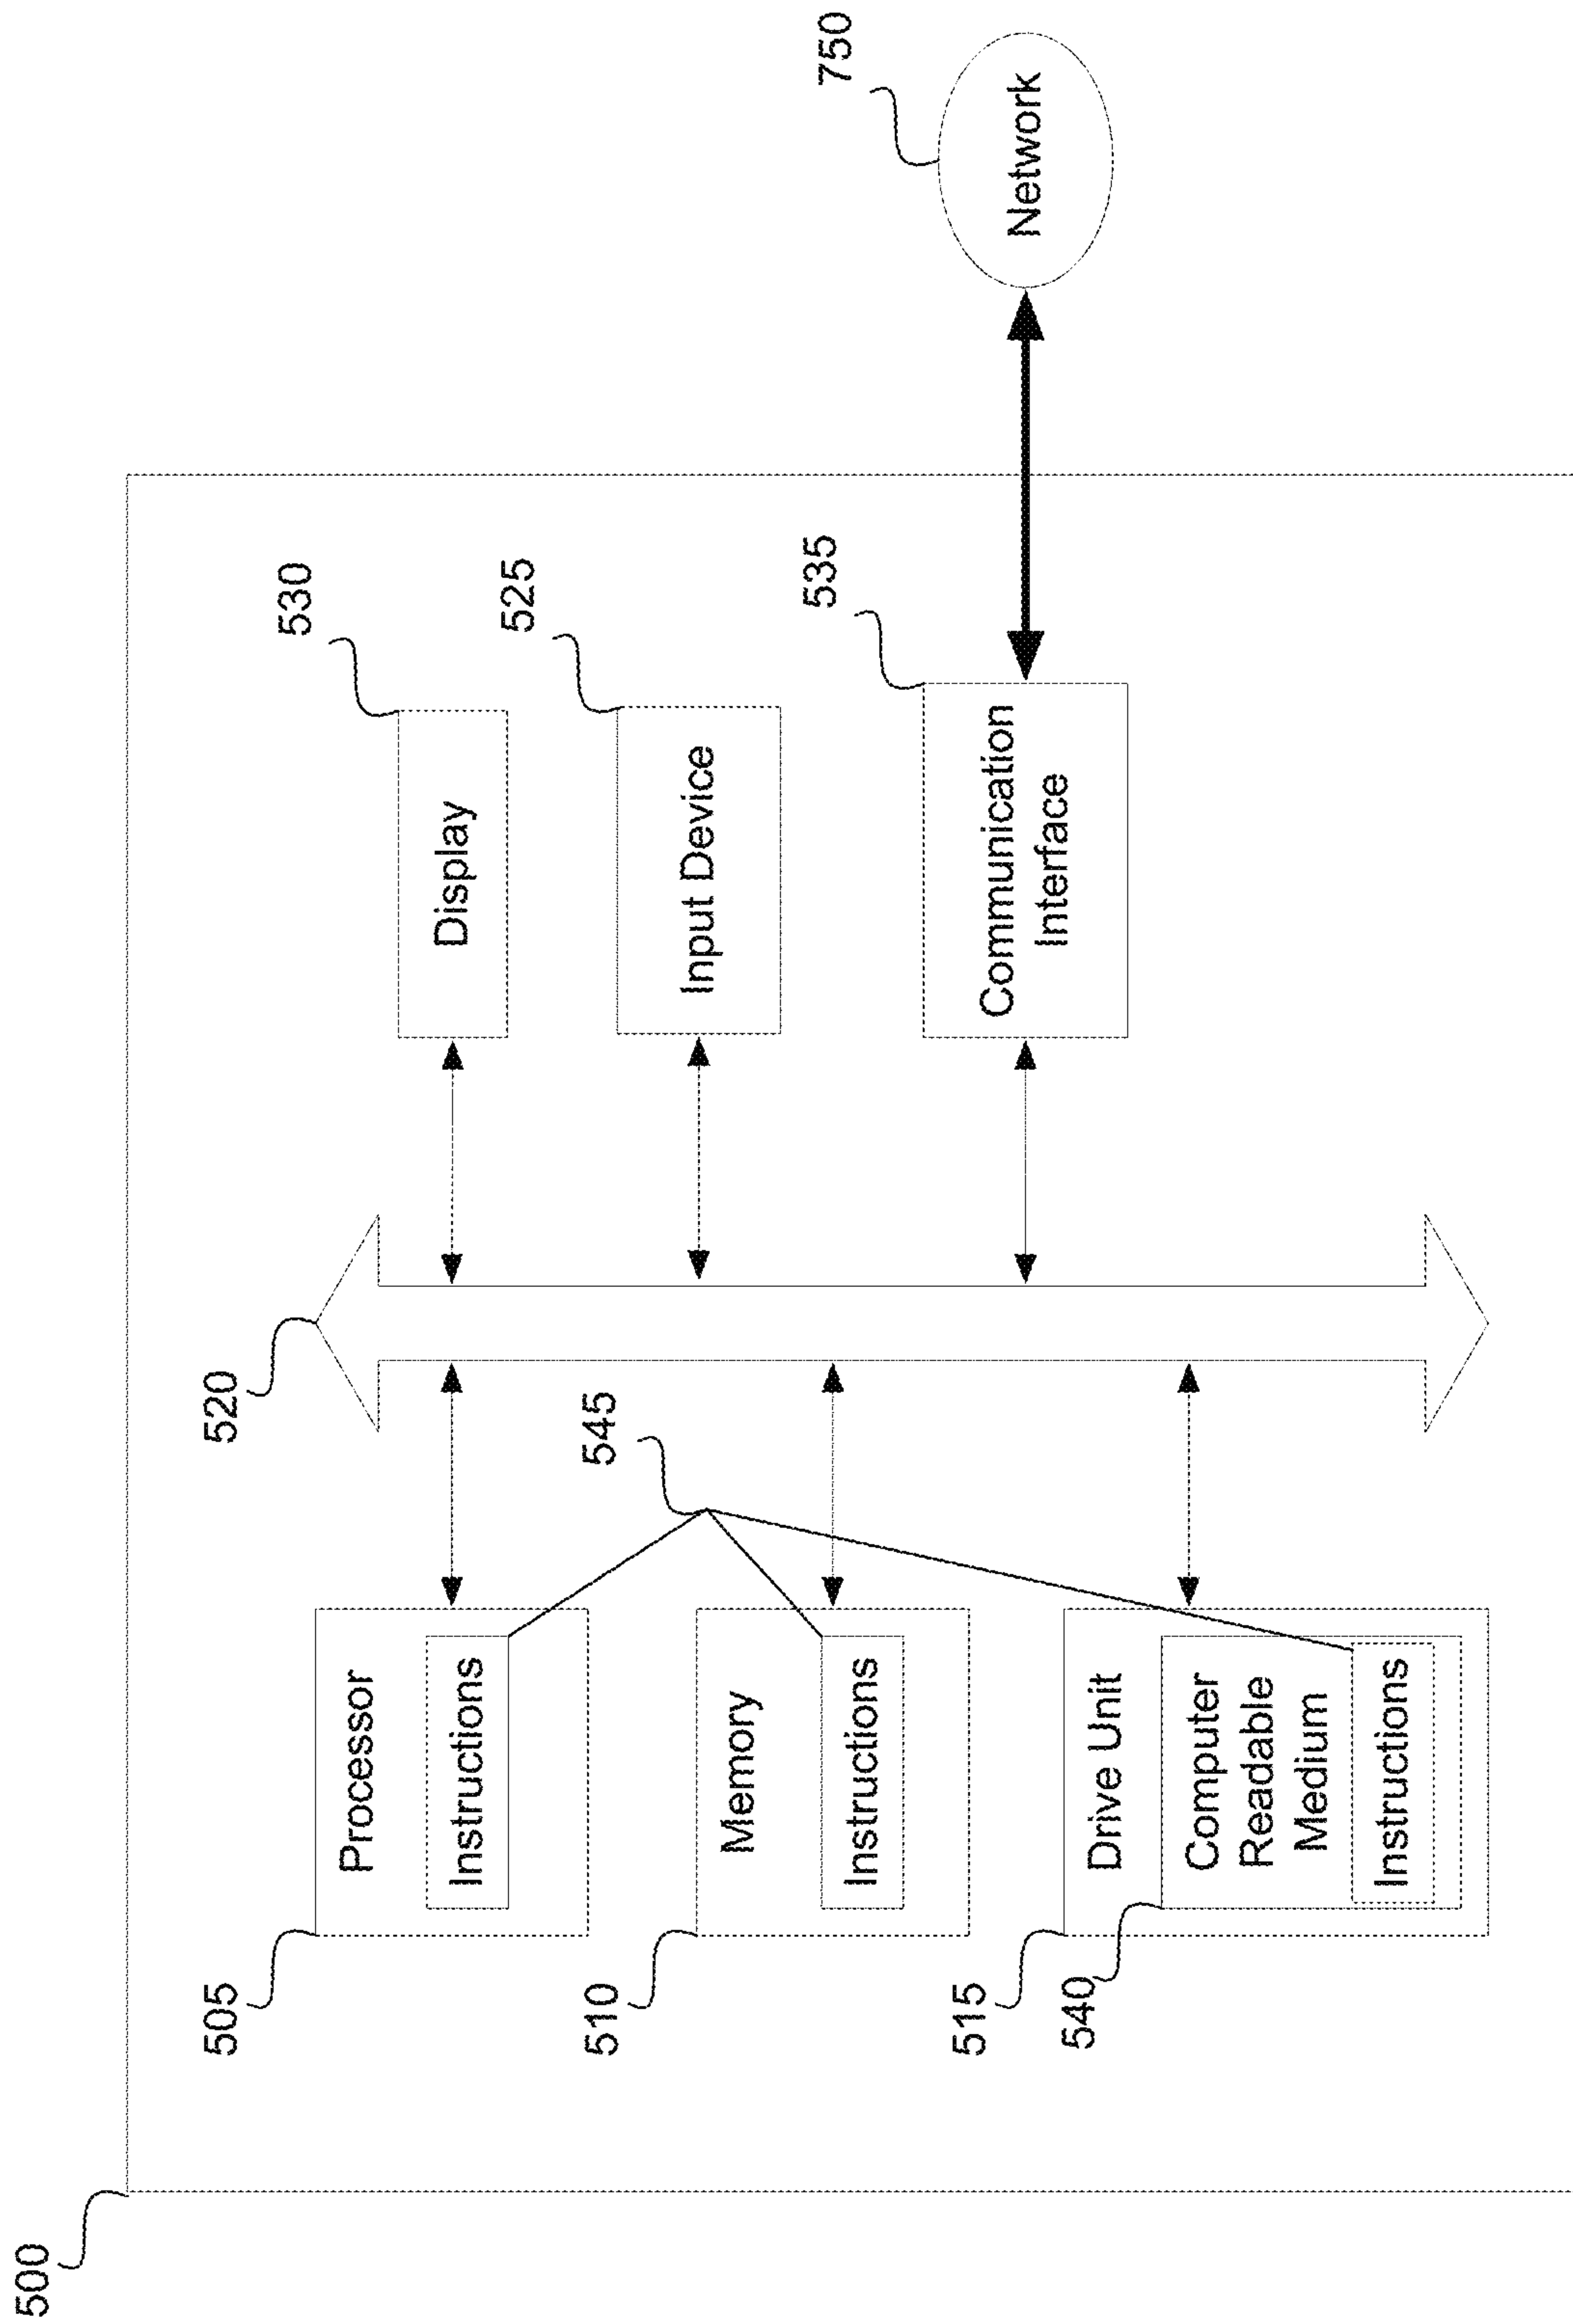 500
520
530
505
Processor
Instructions
Display
545
525
510
Memory
Instructions
Input Device
535
750
515
540
Drive Unit
Computer
Readable
Medium
Instructions
Communication
Interface
Network